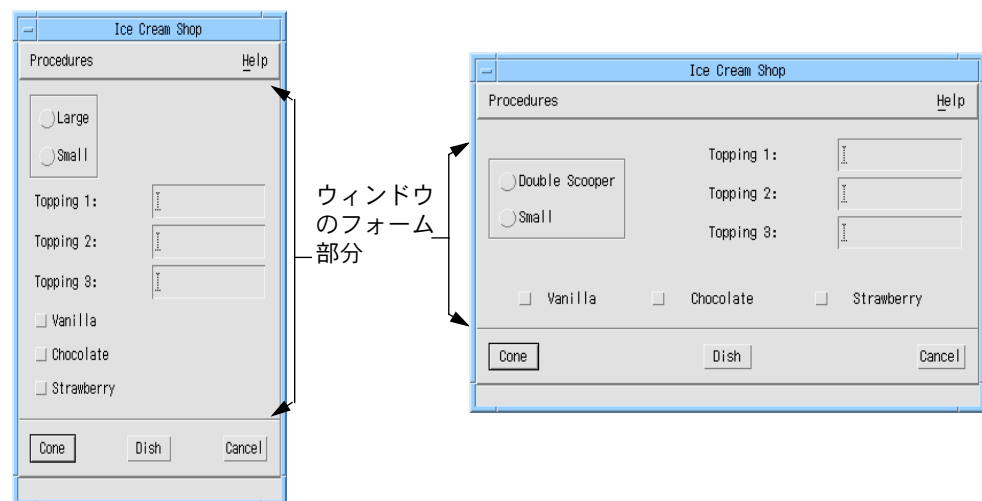 Ice Cream Shop
Procedures Help
Large
Small
Topping 1:
Topping 2:
Topping 3:
Vanilla
Chocolate
Strawberry
Cone Dish Cancel
ウィンドウ
のフォーム
部分
Ice Cream Shop
Procedures Help
Double Scooper
Small
Topping 1:
Topping 2:
Topping 3:
Vanilla Chocolate Strawberry
Cone Dish Cancel